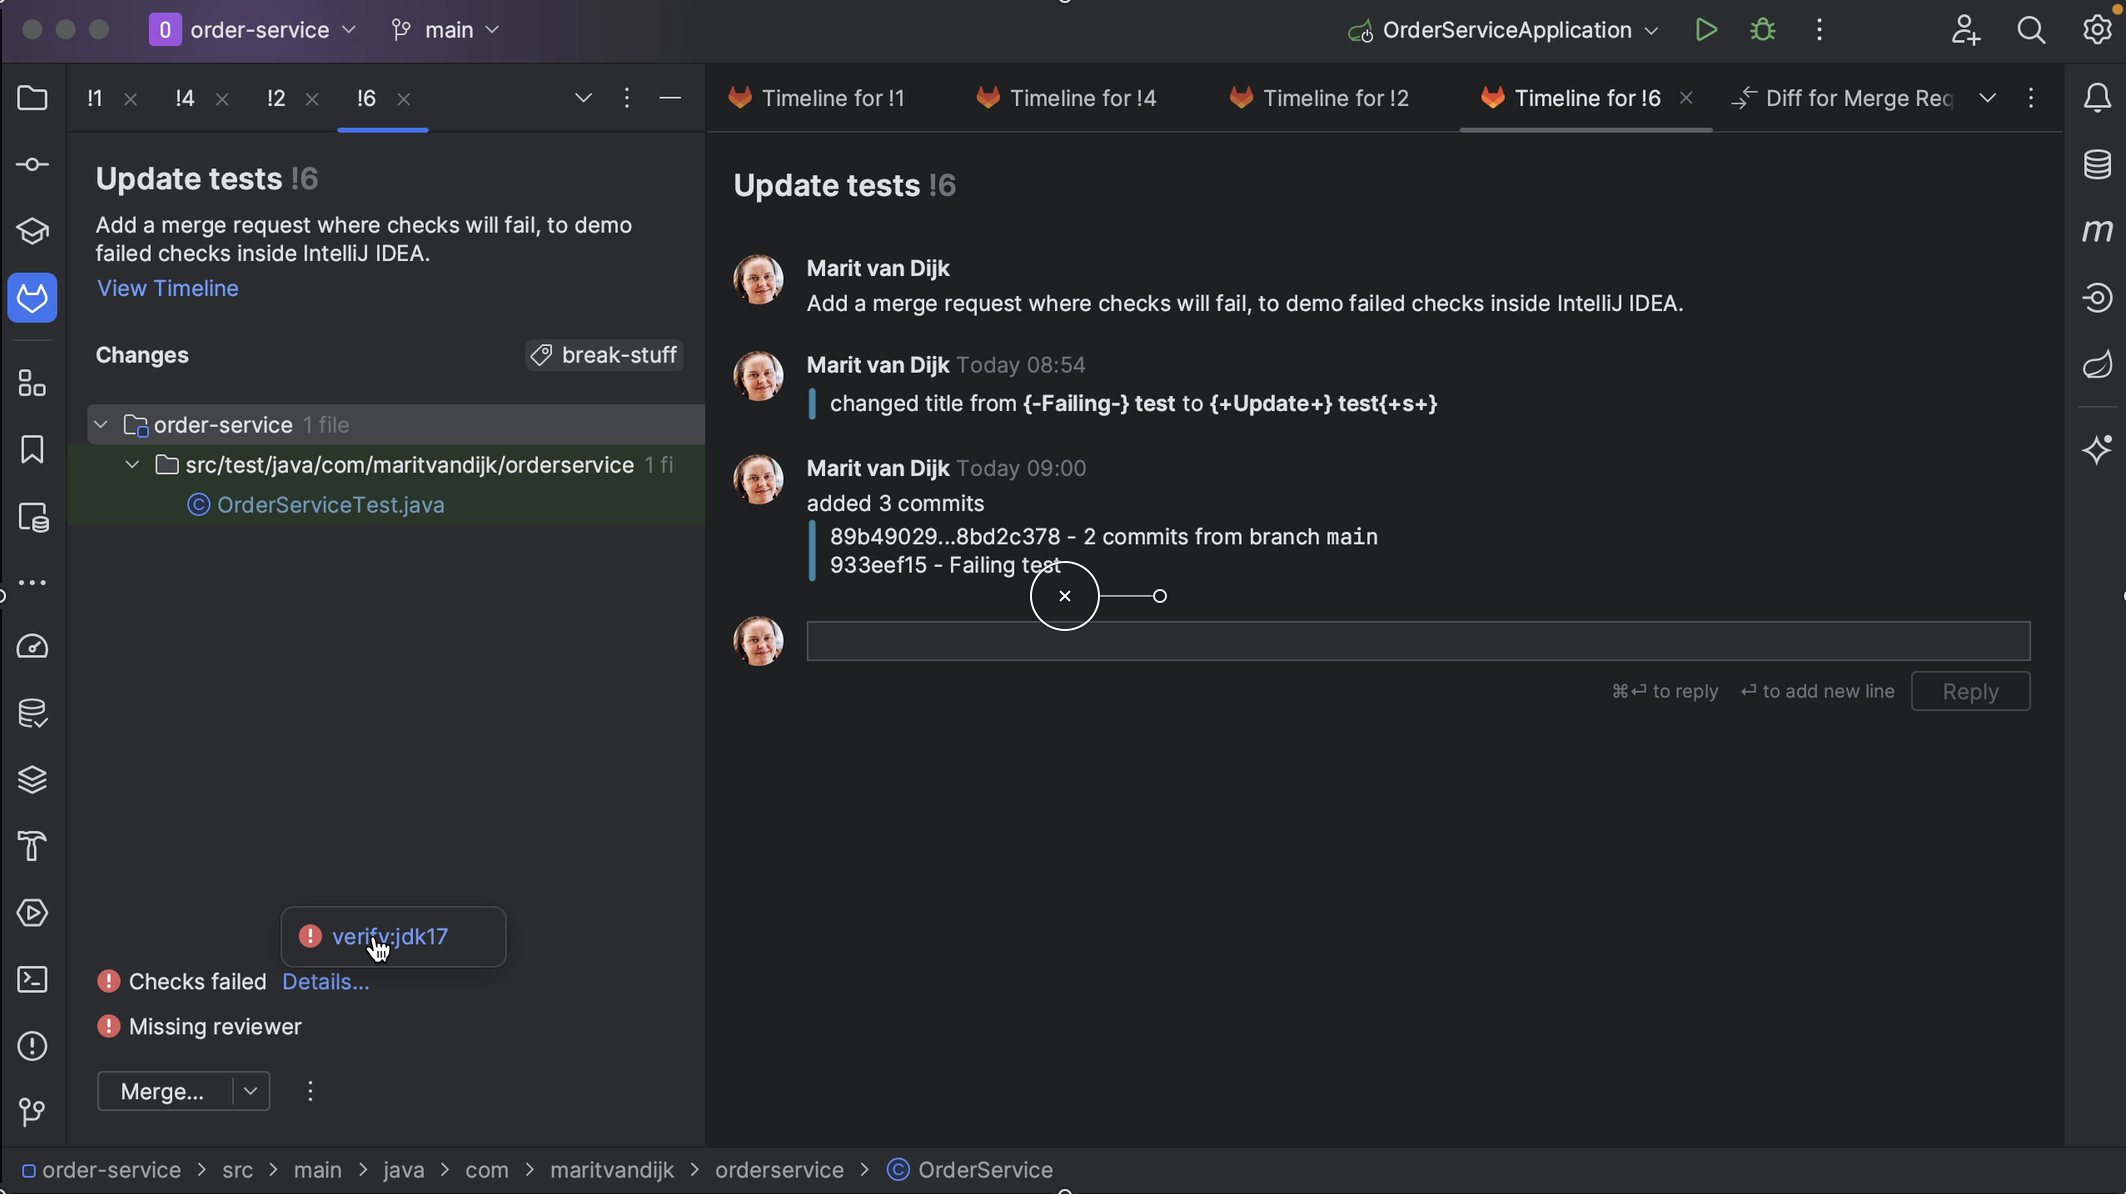 O order-service main OrderServiceApplication
!1 !4 !2 !6
Timeline for !1 Timeline for !4 Timeline for !2 Timeline for !6 Diff for Merge Req
Update tests !6
Add a merge request where checks will fail, to demo
failed checks inside IntelliJ IDEA.
View Timeline
Changes break-stuff
order-service 1 file
src/test/java/com/maritvandijk/orderservice 1 fi
OrderServiceTest.java
verify:jdk17
Checks failed Details...
Missing reviewer
Merge...
Update tests !6
Marit van Dijk
Add a merge request where checks will fail, to demo failed checks inside IntelliJ IDEA.
Marit van Dijk Today 08:54
changed title from {-Failing-} test to {+Update+} test{+s+}
Marit van Dijk Today 09:00
added 3 commits
89b49029...8bd2c378 - 2 commits from branch main
933eef15 - Failing test
⌘⏎ to reply ⏎ to add new line Reply
order-service > src > main > java > com > maritvandijk > orderservice > OrderService